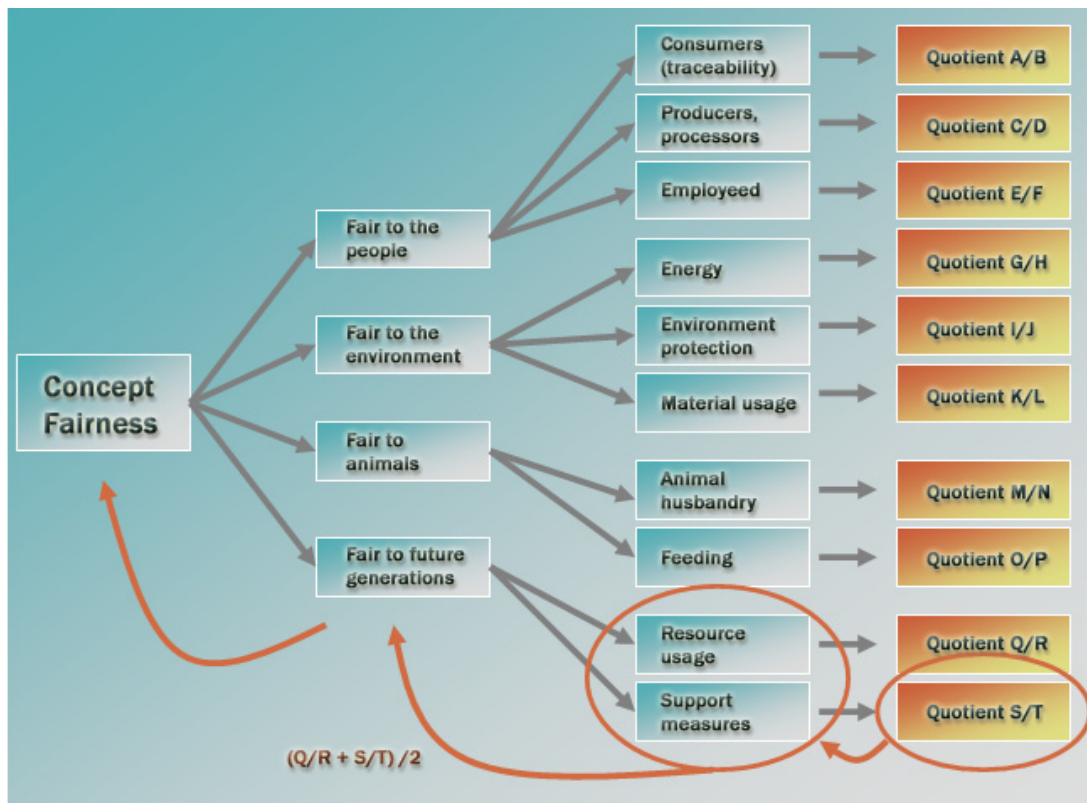 Concept
Fairness
Fair to the
people
Fair to the
environment
Fair to
animals
Fair to future
generations
Consumers
(traceability)
Producers,
processors
Employeed
Energy
Environment
protection
Material usage
Animal
husbandry
Feeding
Resource
usage
Support
measures
Quotient A/B
Quotient C/D
Quotient E/F
Quotient G/H
Quotient I/J
Quotient K/L
Quotient M/N
Quotient O/P
Quotient Q/R
Quotient S/T
(Q/R + S/T) /2